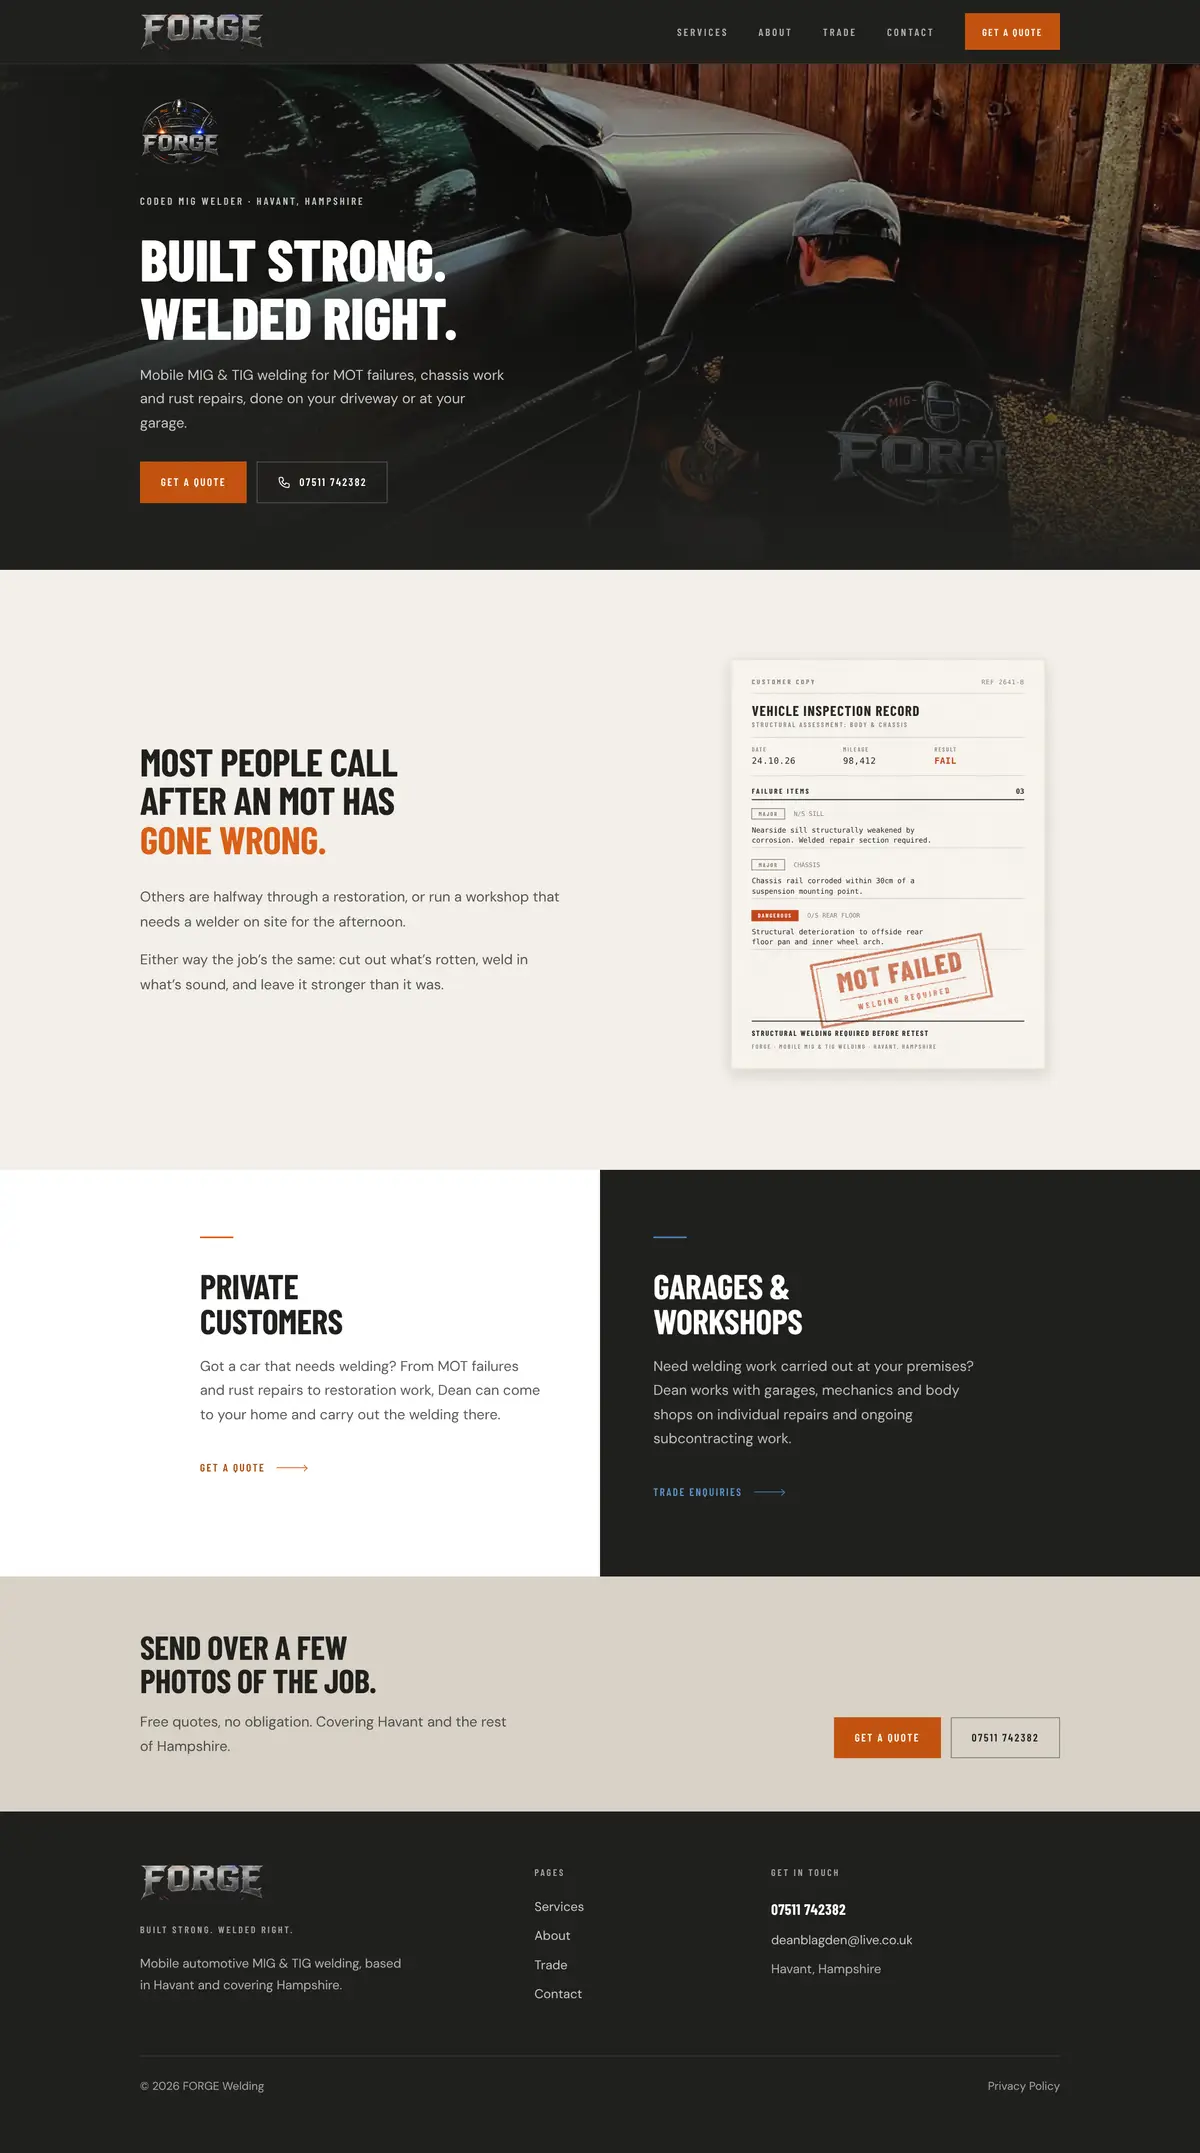 FORGE
SERVICES
ABOUT
TRADE
CONTACT
GET A QUOTE
FORGE
CODED MIG WELDER · HAVANT, HAMPSHIRE
BUILT STRONG.
WELDED RIGHT.
Mobile MIG & TIG welding for MOT failures, chassis work
and rust repairs, done on your driveway or at your
garage.
GET A QUOTE
07511 742382
MIG-
FORGE
MOST PEOPLE CALL
AFTER AN MOT HAS
GONE WRONG.
Others are halfway through a restoration, or run a workshop that
needs a welder on site for the afternoon.
Either way the job’s the same: cut out what’s rotten, weld in
what’s sound, and leave it stronger than it was.
CUSTOMER COPY
REF 2641-B
VEHICLE INSPECTION RECORD
STRUCTURAL ASSESSMENT: BODY & CHASSIS
DATE
MILEAGE
RESULT
24.10.26
98,412
FAIL
FAILURE ITEMS
03
MAJOR
N/S SILL
Nearside sill structurally weakened by
corrosion. Welded repair section required.
MAJOR
CHASSIS
Chassis rail corroded within 30cm of a
suspension mounting point.
DANGEROUS
O/S REAR FLOOR
Structural deterioration to offside rear
floor pan and inner wheel arch.
MOT FAILED
WELDING REQUIRED
STRUCTURAL WELDING REQUIRED BEFORE RETEST
FORGE · MOBILE MIG & TIG WELDING · HAVANT, HAMPSHIRE
PRIVATE
CUSTOMERS
Got a car that needs welding? From MOT failures
and rust repairs to restoration work, Dean can come
to your home and carry out the welding there.
GET A QUOTE
GARAGES &
WORKSHOPS
Need welding work carried out at your premises?
Dean works with garages, mechanics and body
shops on individual repairs and ongoing
subcontracting work.
TRADE ENQUIRIES
SEND OVER A FEW
PHOTOS OF THE JOB.
Free quotes, no obligation. Covering Havant and the rest
of Hampshire.
GET A QUOTE
07511 742382
FORGE
BUILT STRONG. WELDED RIGHT.
Mobile automotive MIG & TIG welding, based
in Havant and covering Hampshire.
PAGES
Services
About
Trade
Contact
GET IN TOUCH
07511 742382
deanblagden@live.co.uk
Havant, Hampshire
© 2026 FORGE Welding
Privacy Policy